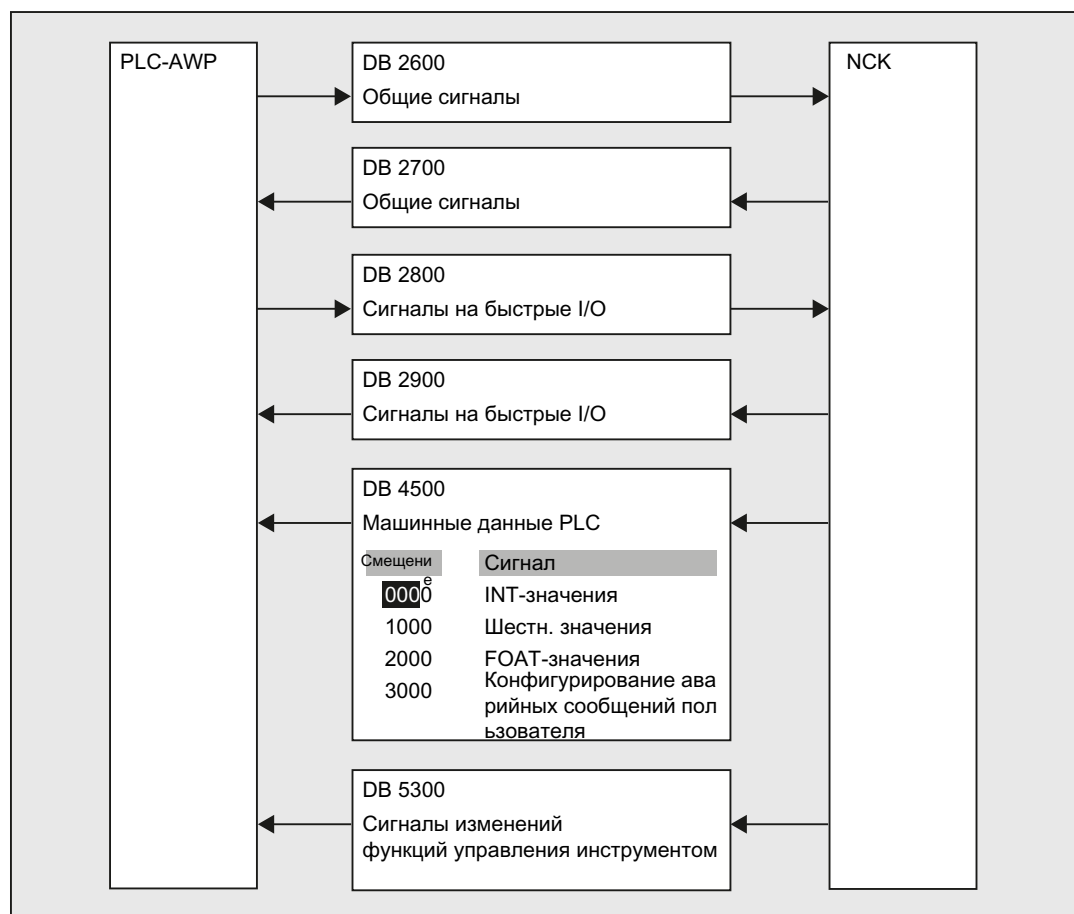 PLC-AWP
DB 2600
Общие сигналы
NCK
DB 2700
Общие сигналы
DB 2800
Сигналы на быстрые I/O
DB 2900
Сигналы на быстрые I/O
DB 4500
Машинные данные PLC
Смещени
е
Сигнал
0000 INT-значения
1000 Шестн. значения
2000 FOAT-значения
3000 Конфигурирование ава
рийных сообщений пол
ьзователя
DB 5300
Сигналы изменений
функций управления инструментом